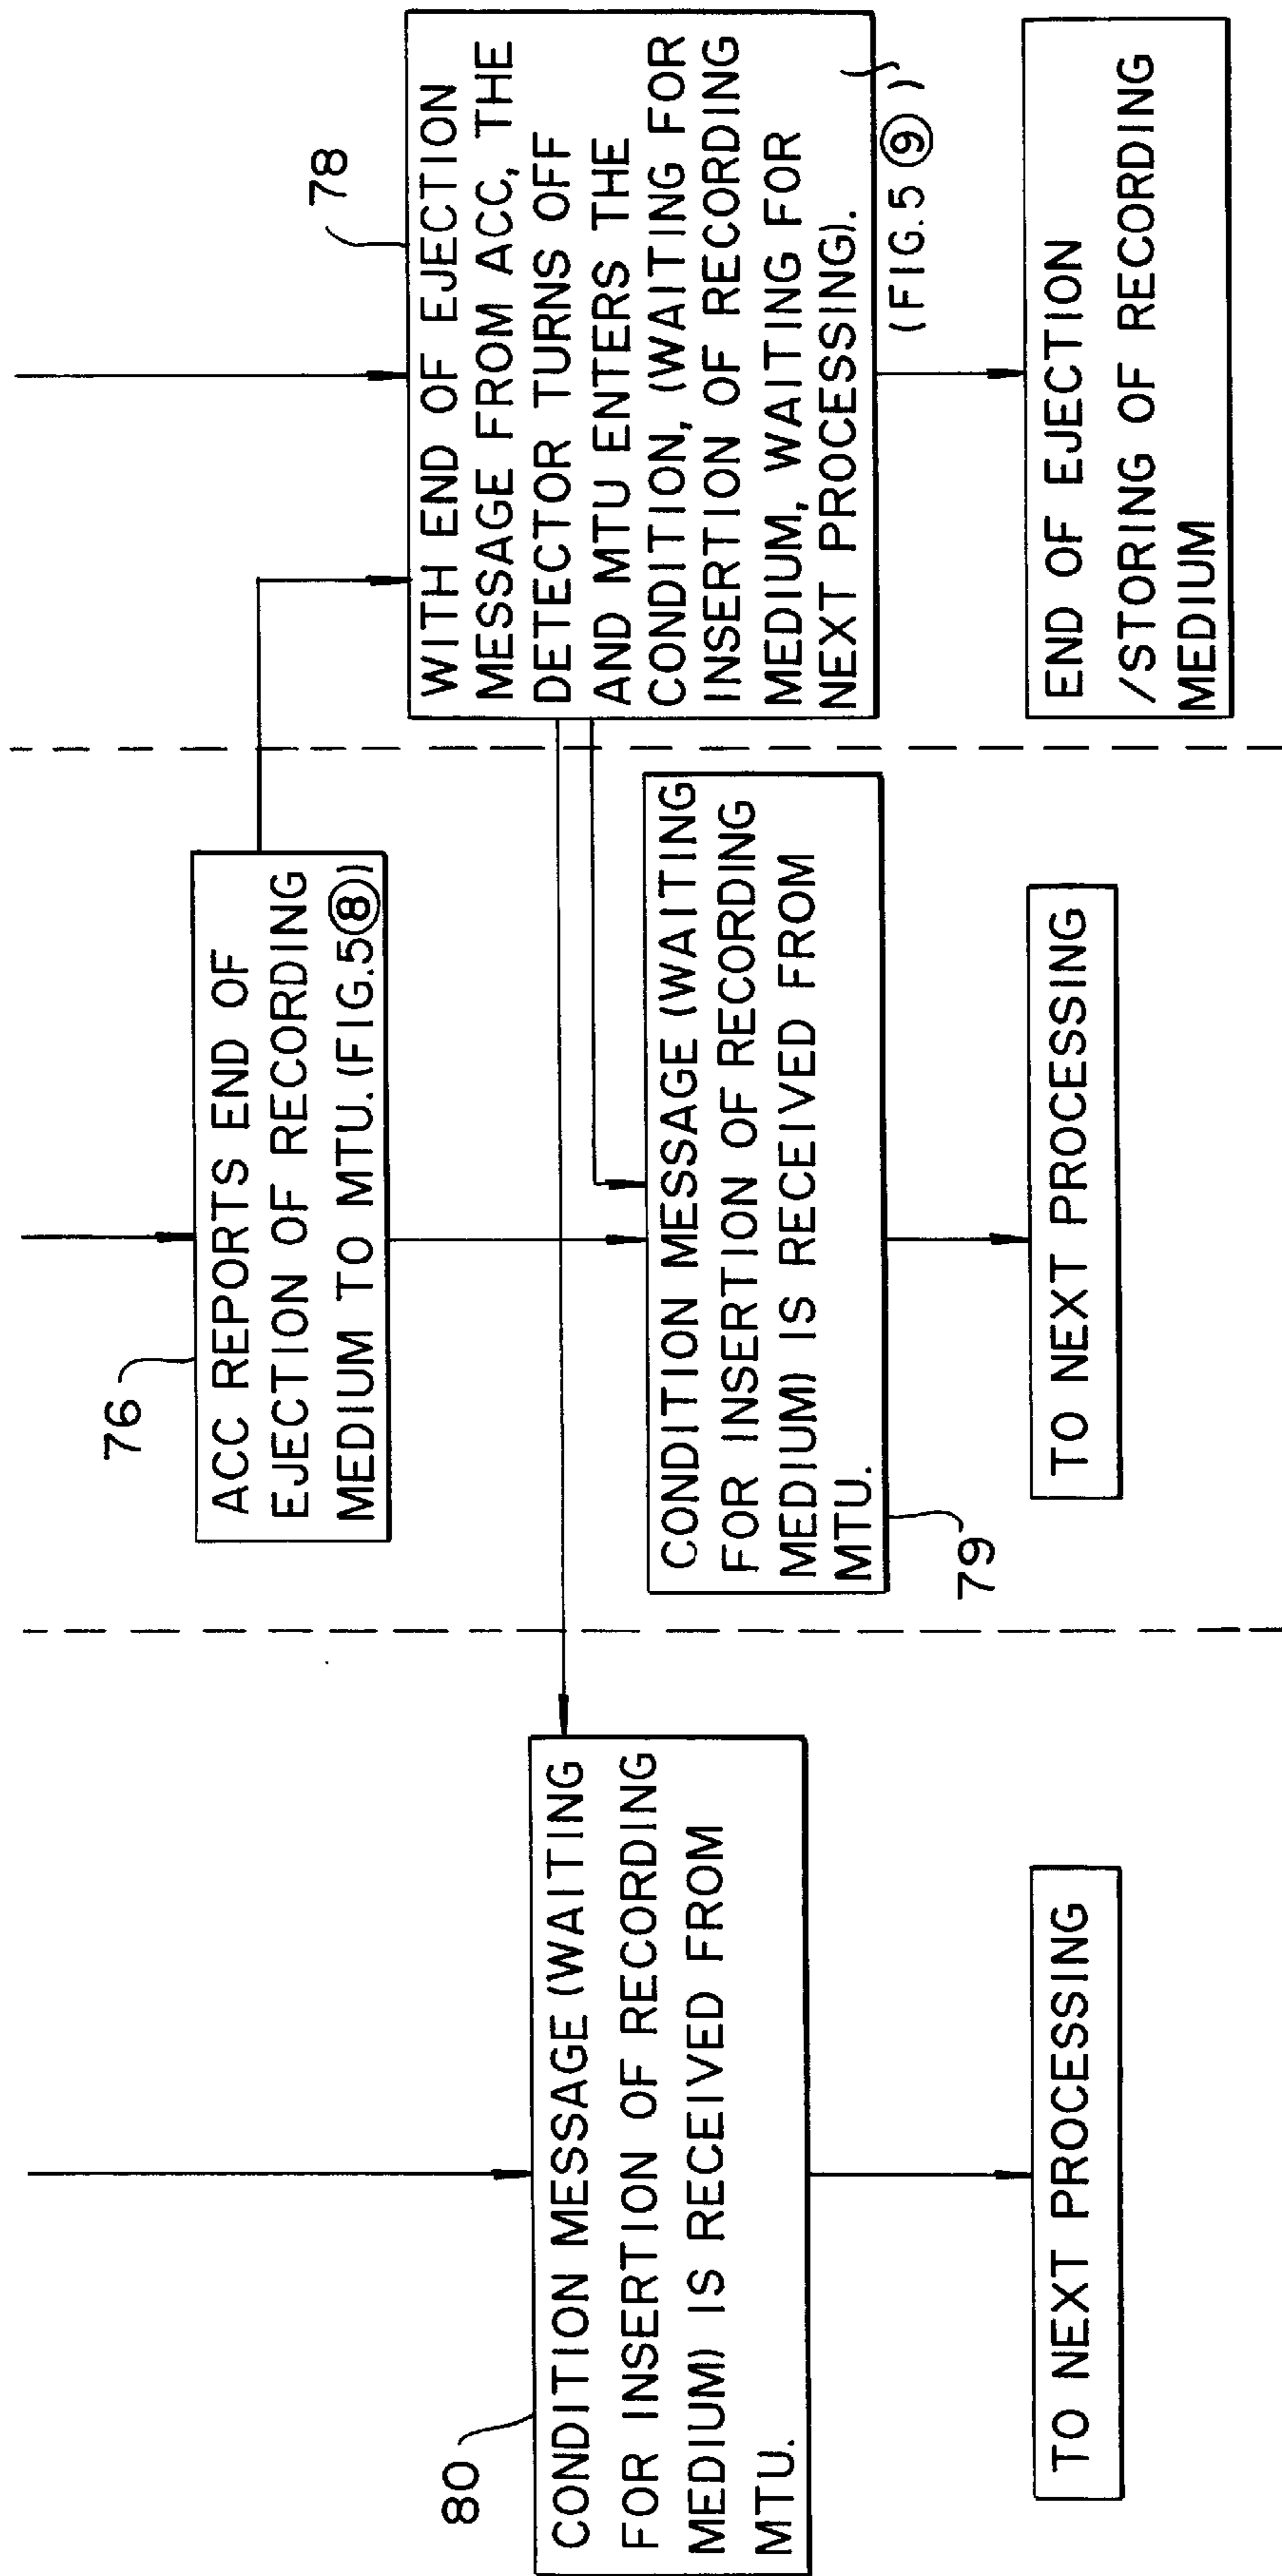 80
CONDITION MESSAGE (WAITING
FOR INSERTION OF RECORDING
MEDIUM) IS RECEIVED FROM
MTU.
TO NEXT PROCESSING
76
ACC REPORTS END OF
EJECTION OF RECORDING
MEDIUM TO MTU. (FIG.5⑧)
CONDITION MESSAGE (WAITING
FOR INSERTION OF RECORDING
MEDIUM) IS RECEIVED FROM
MTU.
79
TO NEXT PROCESSING
78
WITH END OF EJECTION
MESSAGE FROM ACC, THE
DETECTOR TURNS OFF
AND MTU ENTERS THE
CONDITION, (WAITING FOR
INSERTION OF RECORDING
MEDIUM, WAITING FOR
NEXT PROCESSING).
(FIG.5 ⑨)
END OF EJECTION
/STORING OF RECORDING
MEDIUM